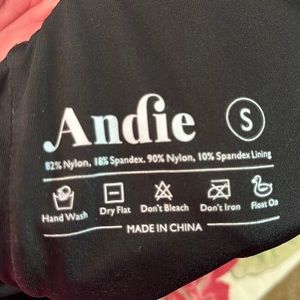 Andie S
82% Nylon, 18% Spandex. 90% Nylon, 10% Spandex Lining
Hand Wash Dry Flat Don't Bleach Don't Iron Float On
MADE IN CHINA